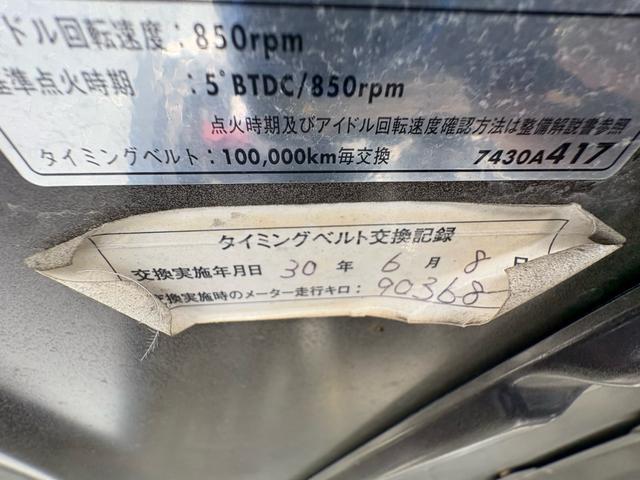 ドル回転速度：850rpm
準点火時期 ：5°BTDC/850rpm
点火時期及びアイドル回転速度確認方法は整備解説書参照
タイミングベルト：100,000km毎交換 7430A417
タイミングベルト交換記録
交換実施年月日 30 年 6 月 8 日
交換実施時のメーター走行キロ：90368